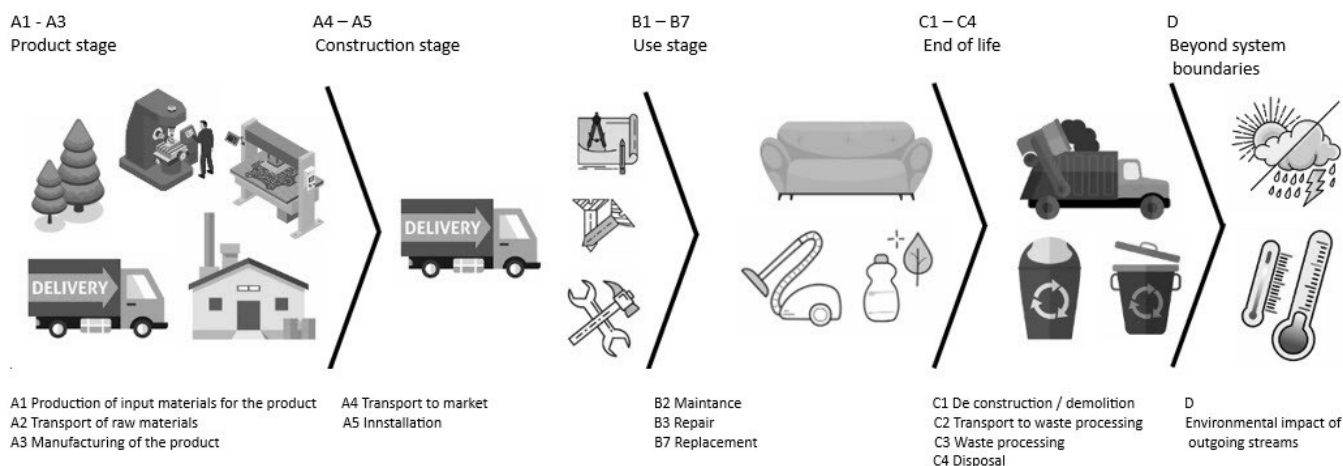 A1 - A3
Product stage
A4 – A5
Construction stage
B1 – B7
Use stage
C1 – C4
End of life
D
Beyond system
boundaries
DELIVERY
DELIVERY
A1 Production of input materials for the product
A2 Transport of raw materials
A3 Manufacturing of the product
A4 Transport to market
A5 Innstallation
B2 Maintance
B3 Repair
B7 Replacement
C1 De construction / demolition
C2 Transport to waste processing
C3 Waste processing
C4 Disposal
D
Environmental impact of
outgoing streams